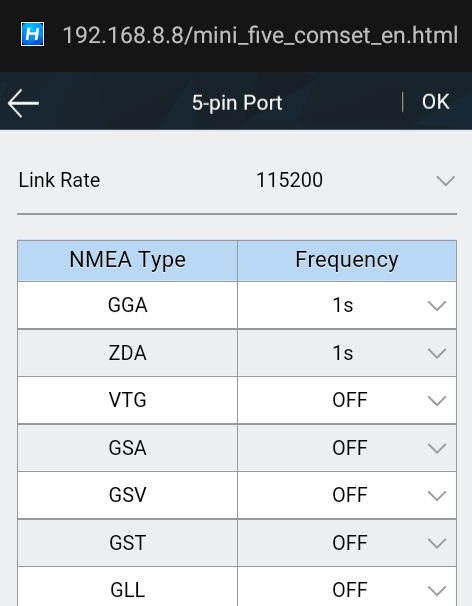 H 192.168.8.8/mini_five_comset_en.html
5-pin Port | OK
Link Rate 115200
NMEA Type Frequency
GGA 1s
ZDA 1s
VTG OFF
GSA OFF
GSV OFF
GST OFF
GLL OFF